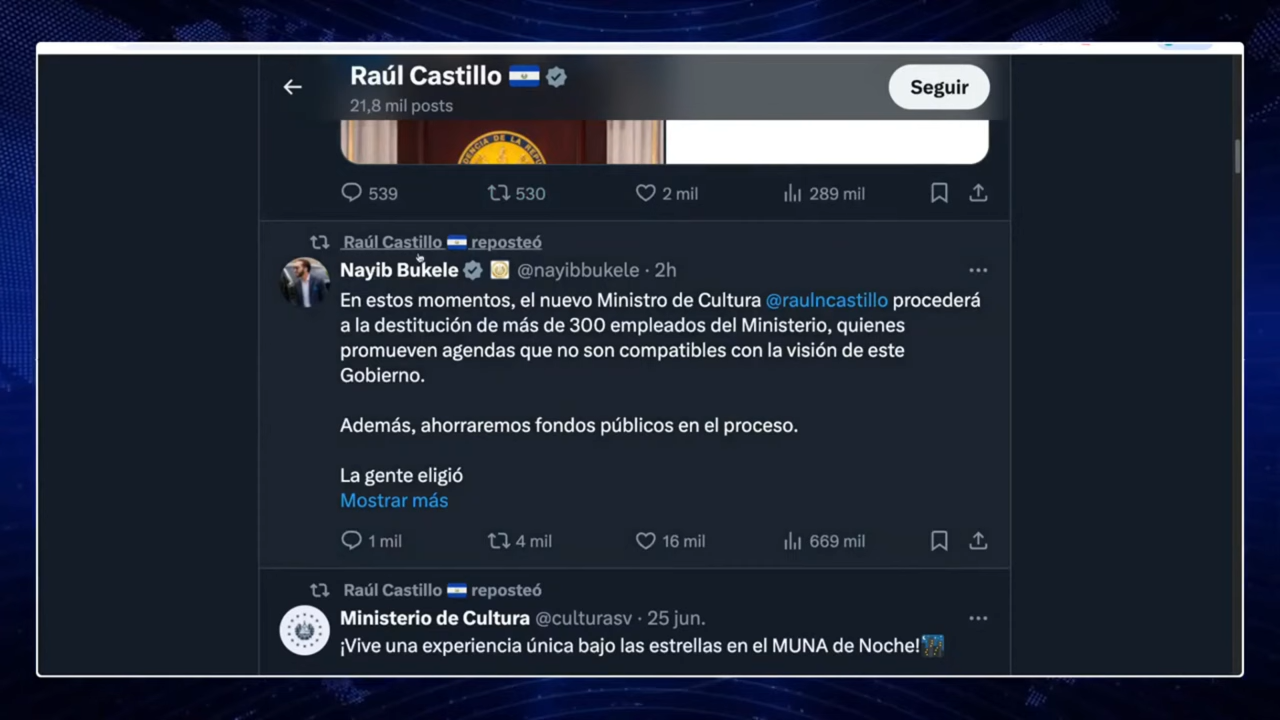 Raúl Castillo
21,8 mil posts
Seguir
DENCIA DE LA REPÚ
539 530 2 mil 289 mil
Raúl Castillo reposteó
Nayib Bukele @nayibbukele · 2h
En estos momentos, el nuevo Ministro de Cultura @raulncastillo procederá
a la destitución de más de 300 empleados del Ministerio, quienes
promueven agendas que no son compatibles con la visión de este
Gobierno.
Además, ahorraremos fondos públicos en el proceso.
La gente eligió
Mostrar más
1 mil 4 mil 16 mil 669 mil
Raúl Castillo reposteó
Ministerio de Cultura @culturasv · 25 jun.
¡Vive una experiencia única bajo las estrellas en el MUNA de Noche!